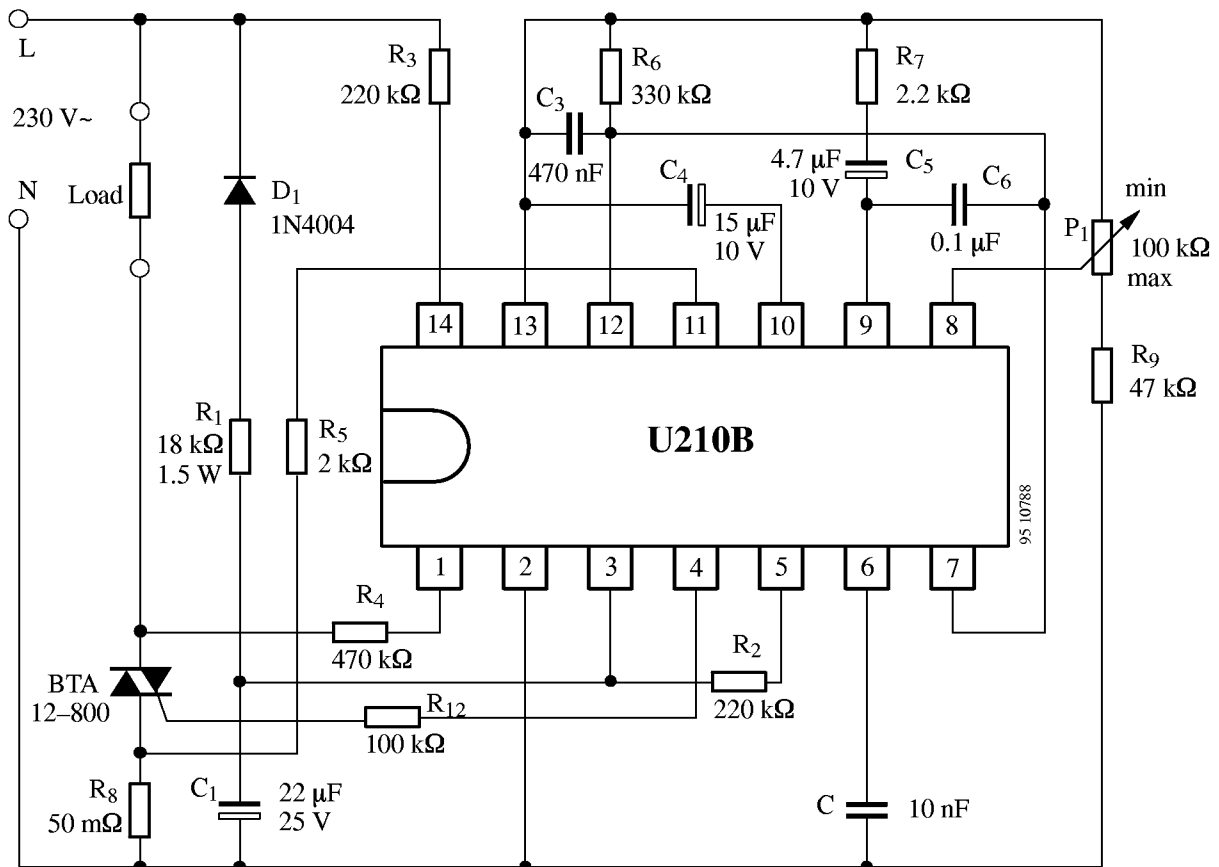 L
230 V~
N
Load
D1
1N4004
R3
220 kΩ
R6
330 kΩ
R7
2.2 kΩ
C3
470 nF
C4
15 µF
10 V
4.7 µF
10 V
C5
C6
0.1 µF
min
P1
100 kΩ
max
14
13
12
11
10
9
8
R1
18 kΩ
1.5 W
R5
2 kΩ
U210B
95 10788
R9
47 kΩ
1
2
3
4
5
6
7
R4
470 kΩ
R2
220 kΩ
BTA
12–800
R12
100 kΩ
R8
50 mΩ
C1
22 µF
25 V
C
10 nF